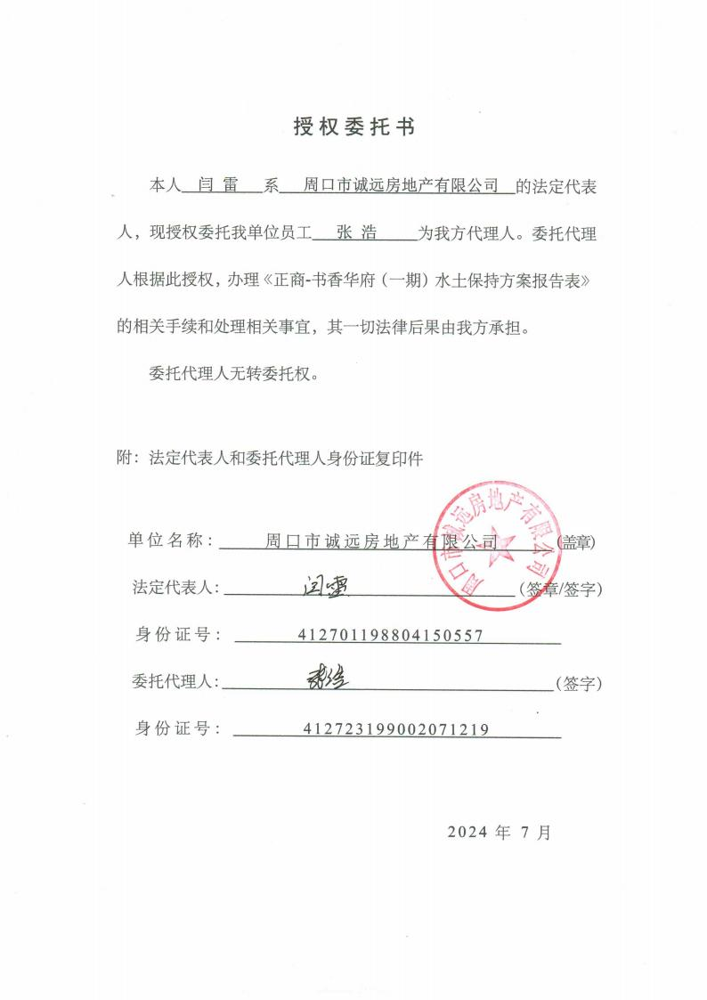 授权委托书
本人 闫 雷 系 周口市诚远房地产有限公司 的法定代表
人，现授权委托我单位员工 张 浩 为我方代理人。委托代理
人根据此授权，办理《正商-书香华府（一期）水土保持方案报告表》
的相关手续和处理相关事宜，其一切法律后果由我方承担。
委托代理人无转委托权。
附：法定代表人和委托代理人身份证复印件
单位名称： 周口市诚远房地产有限公司 (盖章)
周口市诚远房地产有限公司
法定代表人： 闫雷 (签章/签字)
身份证号： 412701198804150557
委托代理人： 张浩 (签字)
身份证号： 412723199002071219
2024 年 7 月